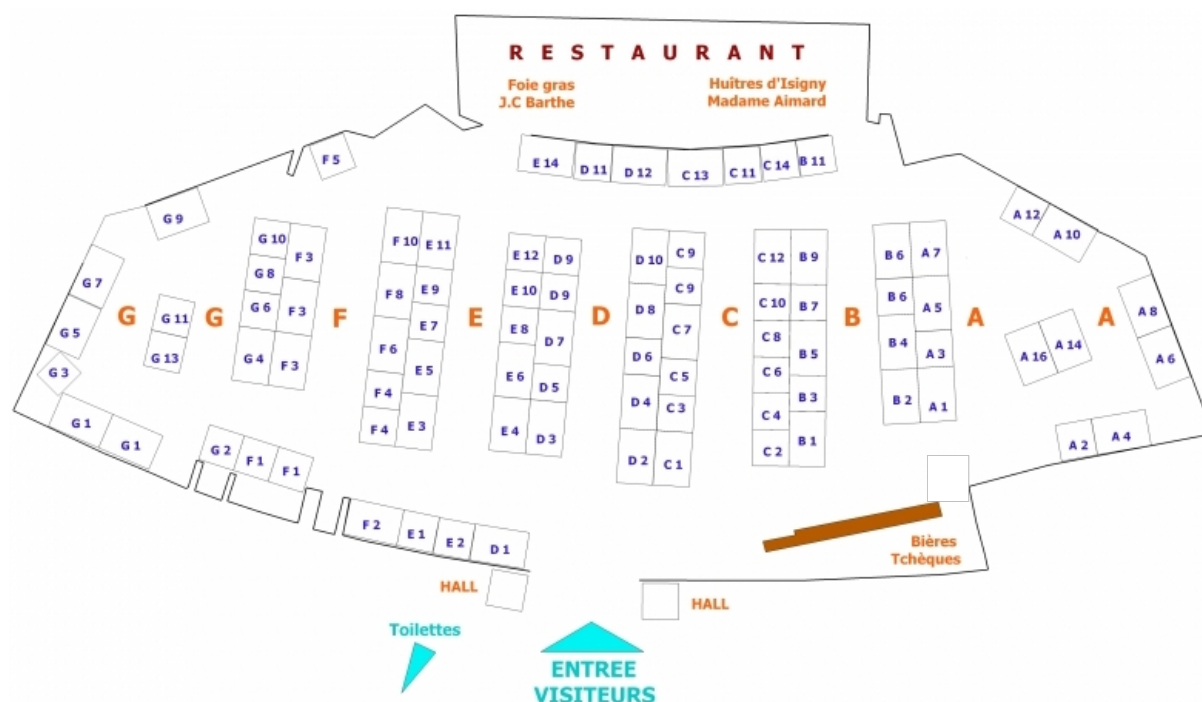 R E S T A U R A N T
Foie gras
J.C Barthe
Huîtres d'Isigny
Madame Aimard
E 14
D 11
D 12
C 13
C 11
C 14
B 11
F 5
G 9
G 7
G 5
G 3
G 1
G 1
G
G 11
G 13
G
G 10
F 3
G 8
G 6
F 3
G 4
F 3
G 2
F 1
F 1
F
F 10
E 11
F 8
E 9
E 7
F 6
E 5
F 4
F 4
E 3
E
E 12
D 9
E 10
D 9
E 8
D 7
E 6
D 5
E 4
D 3
D
D 10
C 9
C 9
D 8
C 7
D 6
C 5
D 4
C 3
D 2
C 1
C
C 12
B 9
C 10
B 7
C 8
B 5
C 6
B 3
C 4
B 1
C 2
B
B 6
A 7
B 6
A 5
B 4
A 3
B 2
A 1
A
A 12
A 10
A 16
A 14
A
A 8
A 6
A 2
A 4
F 2
E 1
E 2
D 1
Bières
Tchèques
HALL
HALL
Toilettes
ENTREE
VISITEURS